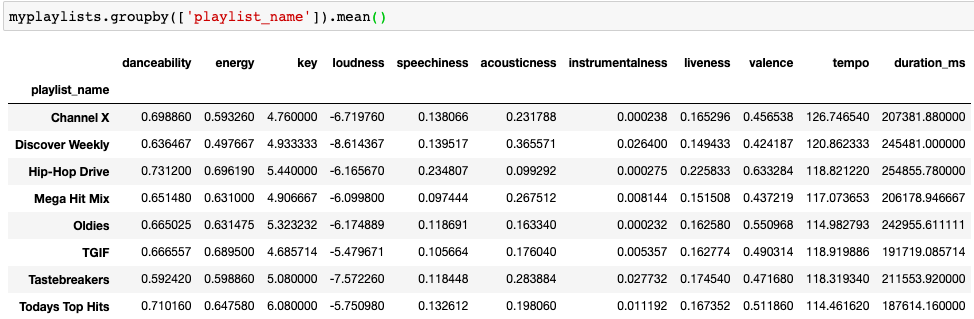 myplaylists.groupby(['playlist_name']).mean()
danceability energy key loudness speechiness acousticness instrumentalness liveness valence tempo duration_ms
playlist_name
Channel X 0.698860 0.593260 4.760000 -6.719760 0.138066 0.231788 0.000238 0.165296 0.456538 126.746540 207381.880000
Discover Weekly 0.636467 0.497667 4.933333 -8.614367 0.139517 0.365571 0.026400 0.149433 0.424187 120.862333 245481.000000
Hip-Hop Drive 0.731200 0.696190 5.440000 -6.165670 0.234807 0.099292 0.000275 0.225833 0.633284 118.821220 254855.780000
Mega Hit Mix 0.651480 0.631000 4.906667 -6.099800 0.097444 0.267512 0.008144 0.151508 0.437219 117.073653 206178.946667
Oldies 0.665025 0.631475 5.323232 -6.174889 0.118691 0.163340 0.000232 0.162580 0.550968 114.982793 242955.611111
TGIF 0.666557 0.689500 4.685714 -5.479671 0.105664 0.176040 0.005357 0.162774 0.490314 118.919886 191719.085714
Tastebreakers 0.592420 0.598860 5.080000 -7.572260 0.118448 0.283884 0.027732 0.174540 0.471680 118.319340 211553.920000
Todays Top Hits 0.710160 0.647580 6.080000 -5.750980 0.132612 0.198060 0.011192 0.167352 0.511860 114.461620 187614.160000